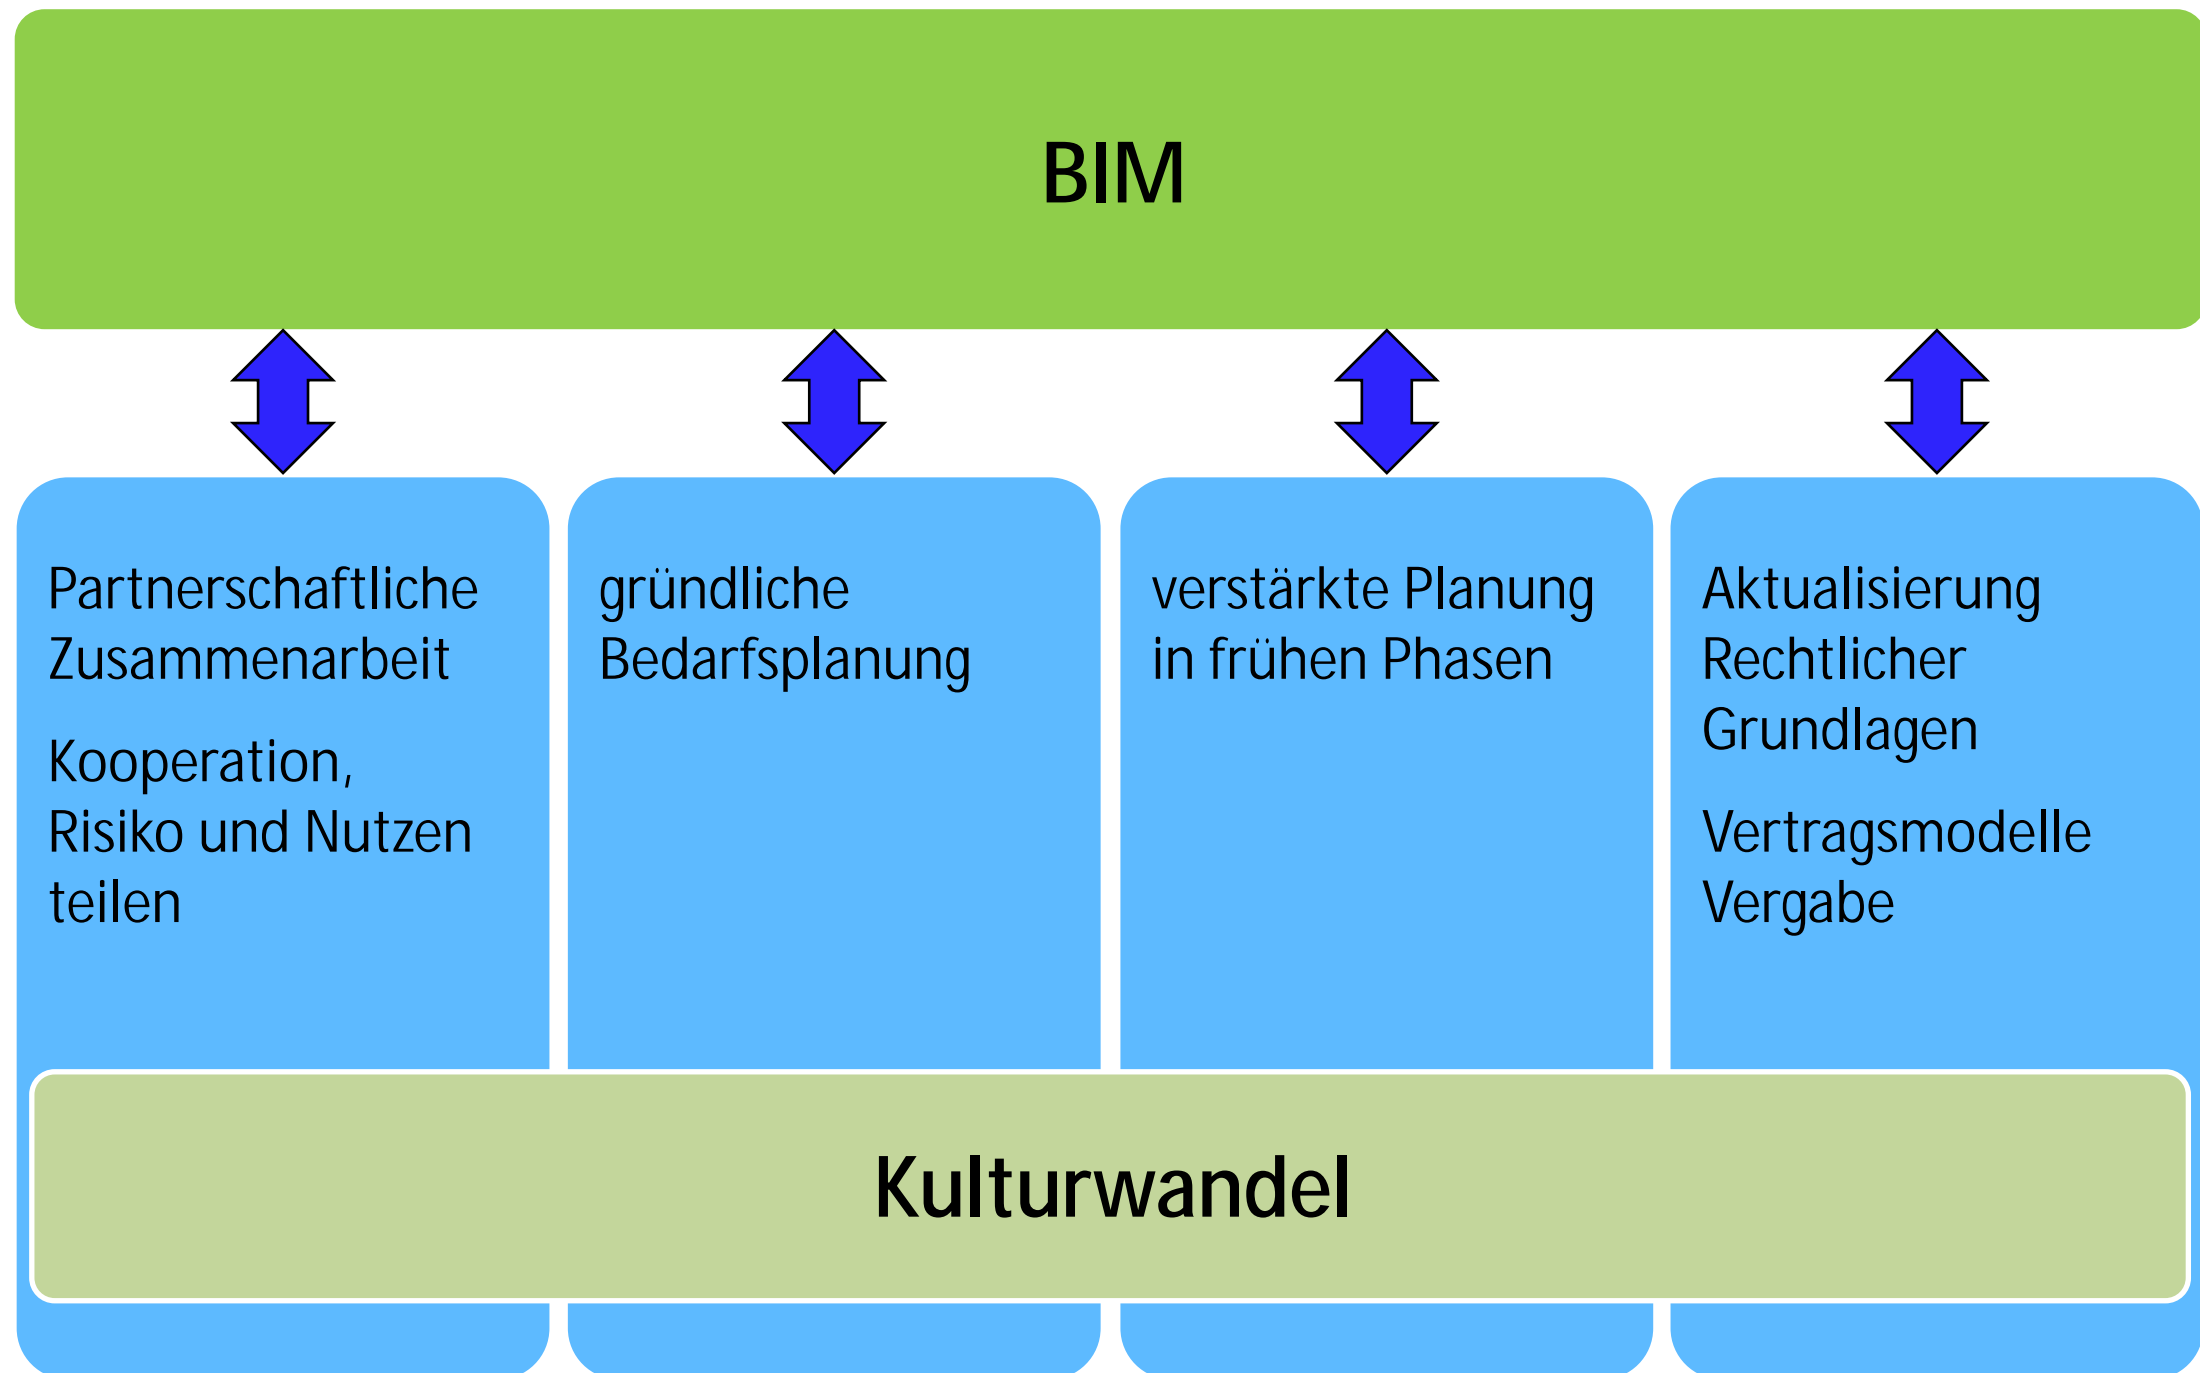 BIM
Partnerschaftliche
Zusammenarbeit
Kooperation,
Risiko und Nutzen
teilen
gründliche
Bedarfsplanung
verstärkte Planung
in frühen Phasen
Aktualisierung
Rechtlicher
Grundlagen
Vertragsmodelle
Vergabe
Kulturwandel